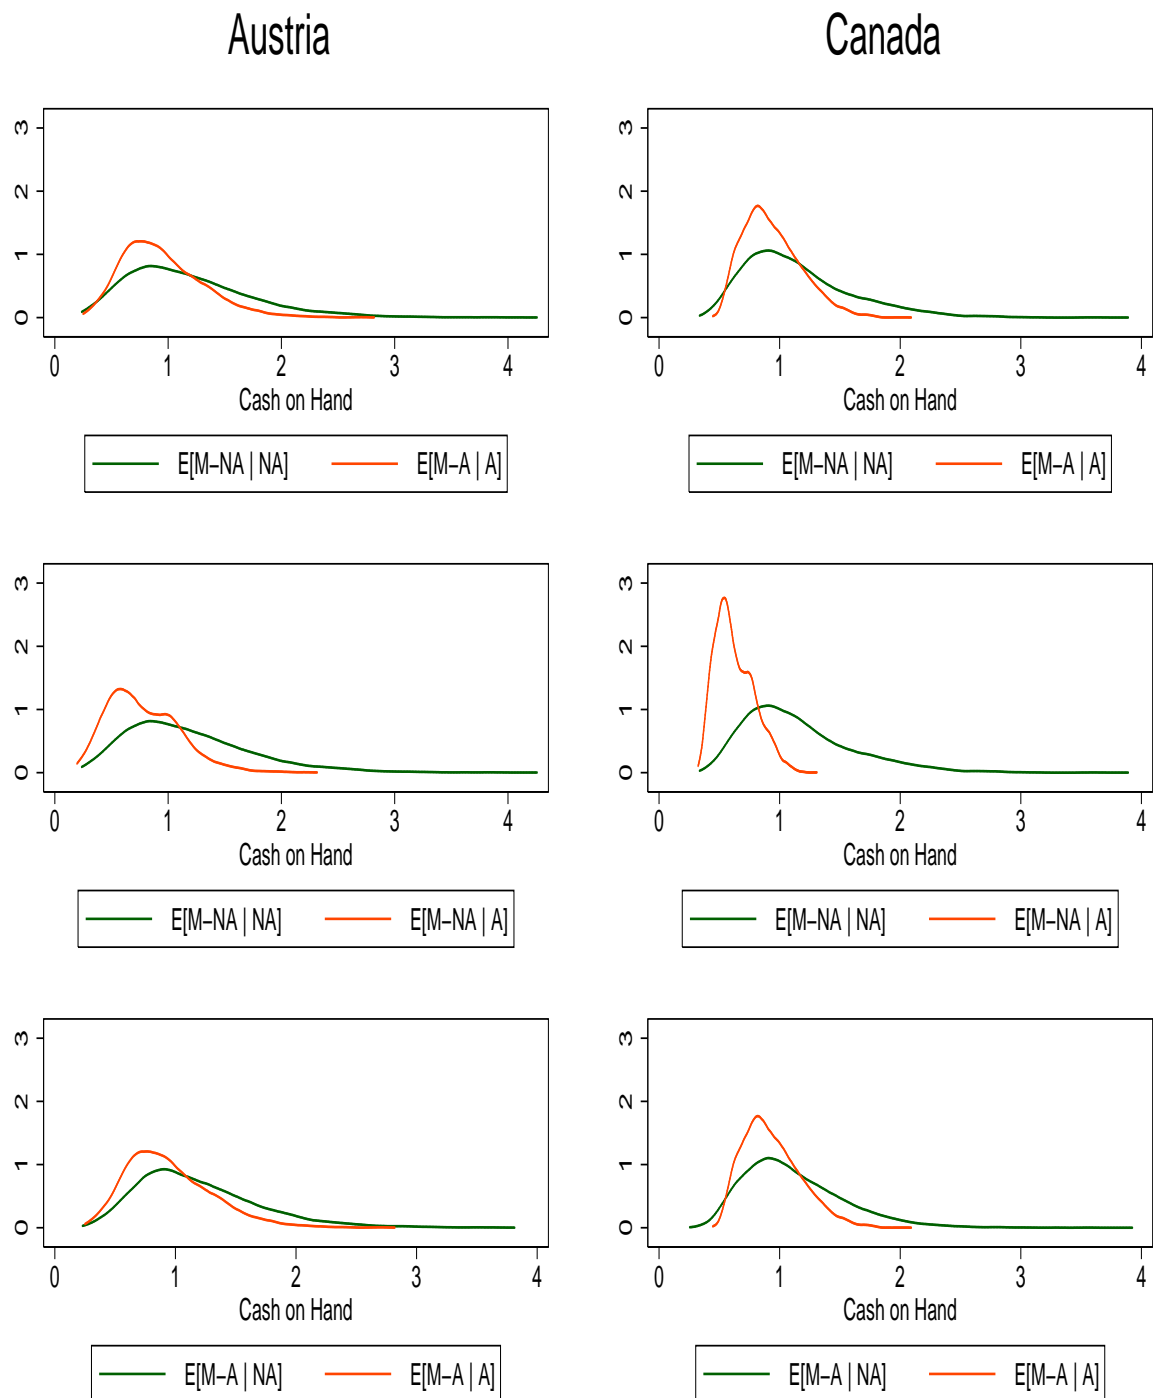 Austria Canada
3 3
2 2
1 1
0 0
0 1 2 3 4 0 1 2 3 4
Cash on Hand Cash on Hand
E[M−NA | NA] E[M−A | A] E[M−NA | NA] E[M−A | A]
3 3
2 2
1 1
0 0
0 1 2 3 4 0 1 2 3 4
Cash on Hand Cash on Hand
E[M−NA | NA] E[M−NA | A] E[M−NA | NA] E[M−NA | A]
3 3
2 2
1 1
0 0
0 1 2 3 4 0 1 2 3 4
Cash on Hand Cash on Hand
E[M−A | NA] E[M−A | A] E[M−A | NA] E[M−A | A]